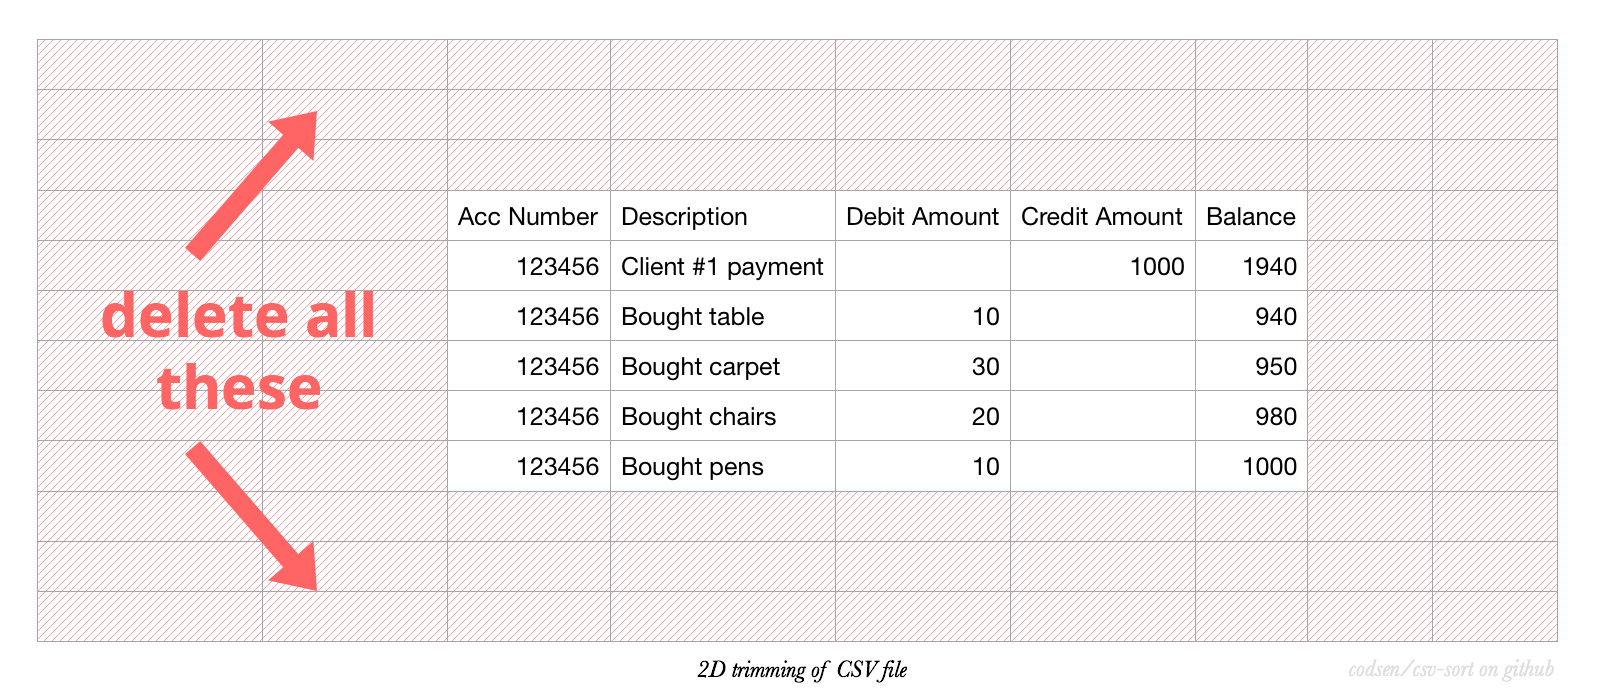 Acc Number Description Debit Amount Credit Amount Balance
123456 Client #1 payment 1000 1940
123456 Bought table 10 940
123456 Bought carpet 30 950
123456 Bought chairs 20 980
123456 Bought pens 10 1000
delete all
these
2D trimming of CSV file
codsen/csv-sort on github